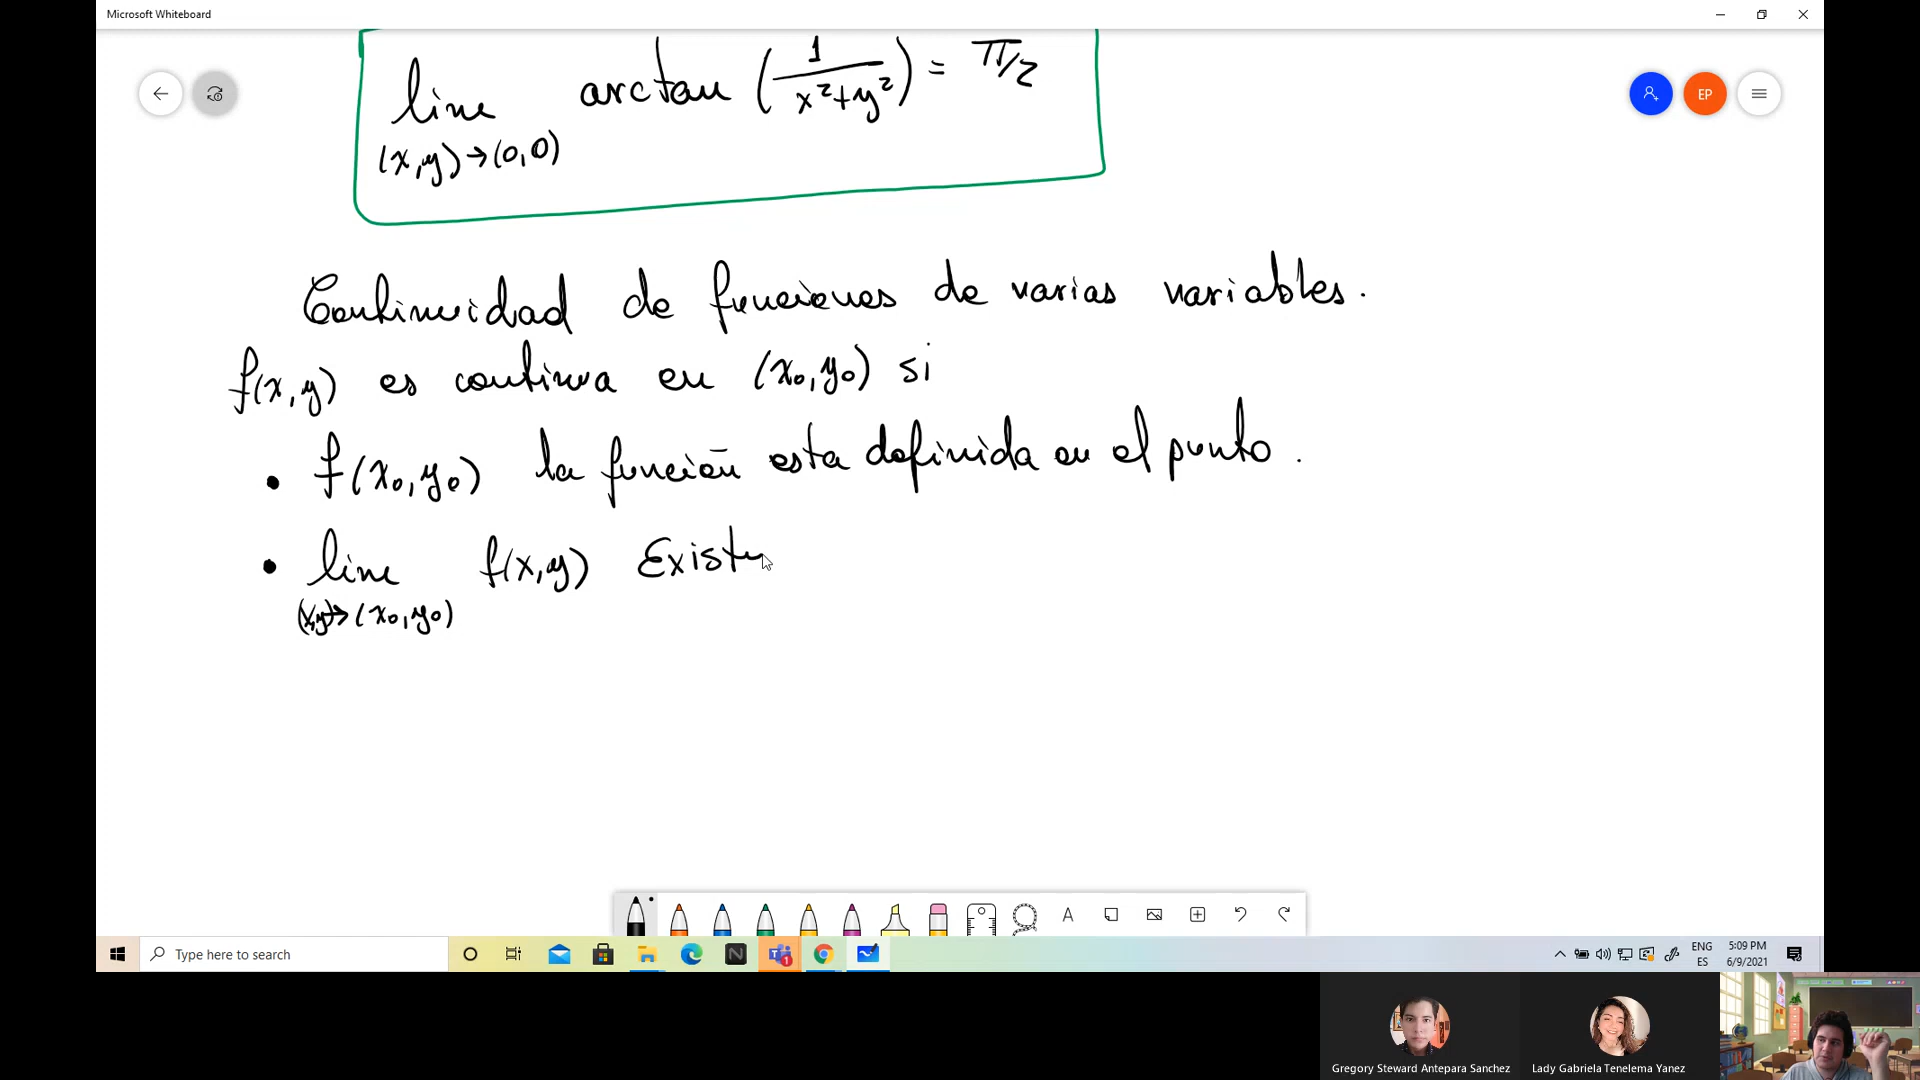 Microsoft Whiteboard
lim arctan (1/(x²+y²)) = π/2
(x,y)→(0,0)
EP
Continuidad de funciones de varias variables.
f(x,y) es continua en (x₀,y₀) si
• f(x₀,y₀) la función esta definida en el punto.
• lim f(x,y) Existe
(x,y)→(x₀,y₀)
A
Type here to search
N
1
ENG
ES
5:09 PM
6/9/2021
Gregory Steward Antepara Sanchez
Lady Gabriela Tenelema Yanez